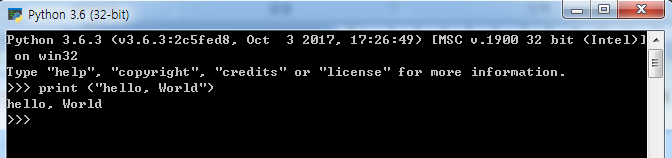 Python 3.6 (32-bit)
Python 3.6.3 (v3.6.3:2c5fed8, Oct  3 2017, 17:26:49) [MSC v.1900 32 bit (Intel)]
 on win32
Type "help", "copyright", "credits" or "license" for more information.
>>> print ("hello, World")
hello, World
>>>